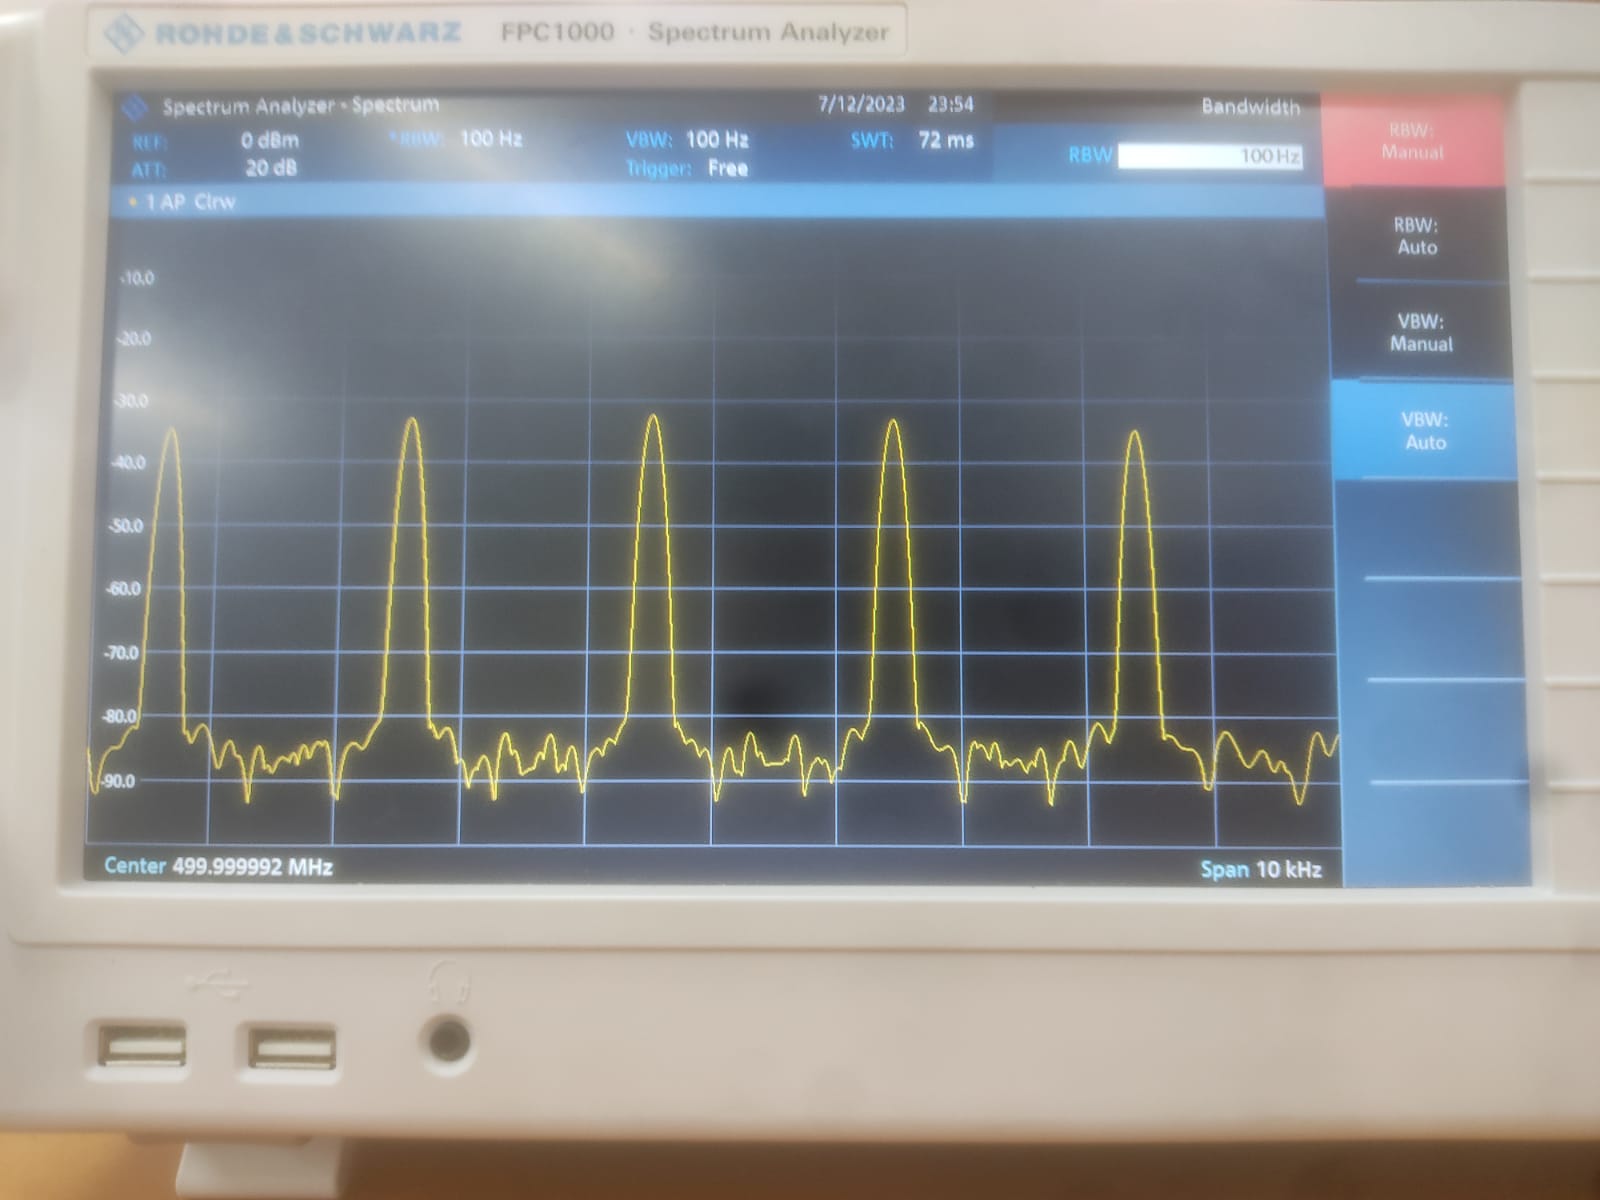 ROHDE&SCHWARZ FPC1000 · Spectrum Analyzer
Spectrum Analyzer - Spectrum 7/12/2023 23:54 Bandwidth
REF: 0 dBm *RBW: 100 Hz VBW: 100 Hz SWT: 72 ms
ATT: 20 dB Trigger: Free
RBW 100 Hz
1 AP Clrw
RBW:
Manual
RBW:
Auto
VBW:
Manual
VBW:
Auto
-10.0
-20.0
-30.0
-40.0
-50.0
-60.0
-70.0
-80.0
-90.0
Center 499.999992 MHz Span 10 kHz